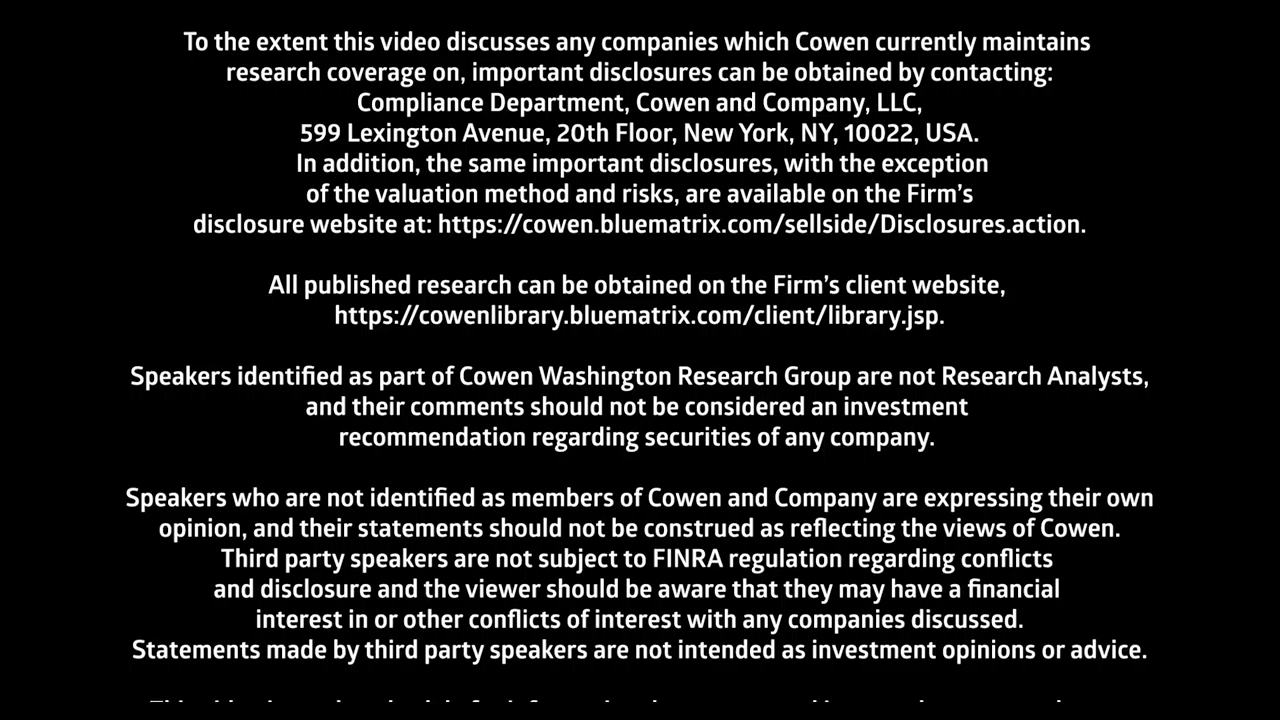 To the extent this video discusses any companies which Cowen currently maintains
research coverage on, important disclosures can be obtained by contacting:
Compliance Department, Cowen and Company, LLC,
599 Lexington Avenue, 20th Floor, New York, NY, 10022, USA.
In addition, the same important disclosures, with the exception
of the valuation method and risks, are available on the Firm's
disclosure website at: https://cowen.bluematrix.com/sellside/Disclosures.action.
All published research can be obtained on the Firm's client website,
https://cowenlibrary.bluematrix.com/client/library.jsp.
Speakers identified as part of Cowen Washington Research Group are not Research Analysts,
and their comments should not be considered an investment
recommendation regarding securities of any company.
Speakers who are not identified as members of Cowen and Company are expressing their own
opinion, and their statements should not be construed as reflecting the views of Cowen.
Third party speakers are not subject to FINRA regulation regarding conflicts
and disclosure and the viewer should be aware that they may have a financial
interest in or other conflicts of interest with any companies discussed.
Statements made by third party speakers are not intended as investment opinions or advice.